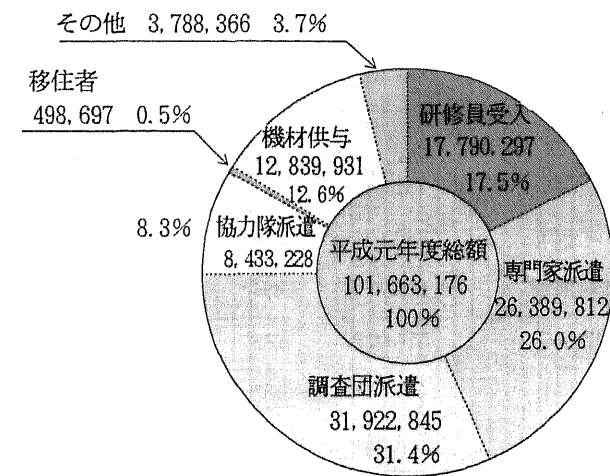 その他 3,788,366 3.7%
移住者
498,697 0.5%
機材供与
12,839,931
12.6%
研修員受入
17,790,297
17.5%
8.3%
協力隊派遣
8,433,228
平成元年度総額
101,663,176
100%
専門家派遣
26,389,812
26.0%
調査団派遣
31,922,845
31.4%